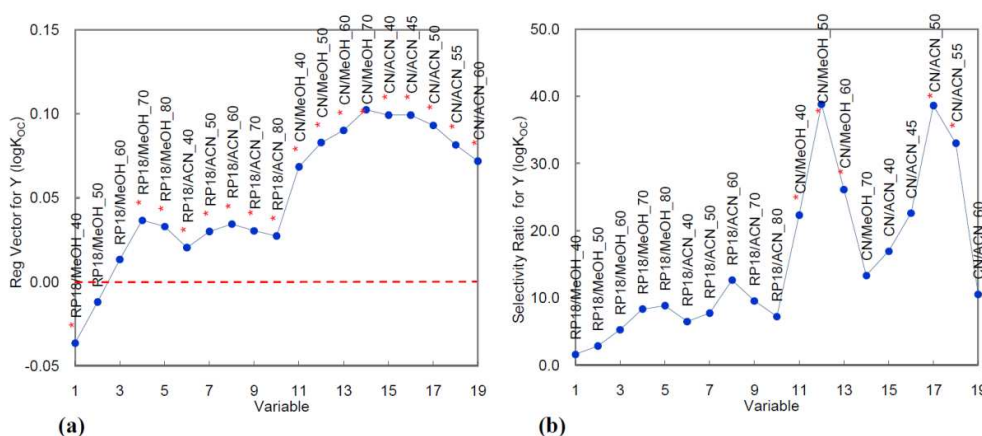 0.15
0.10
0.05
0.00
-0.05
Reg Vector for Y (logK_OC)
* RP18/MeOH_40
RP18/MeOH_50
RP18/MeOH_60
* RP18/MeOH_70
* RP18/MeOH_80
* RP18/ACN_40
* RP18/ACN_50
* RP18/ACN_60
* RP18/ACN_70
* RP18/ACN_80
* CN/MeOH_40
* CN/MeOH_50
* CN/MeOH_60
* CN/MeOH_70
* CN/ACN_40
* CN/ACN_45
* CN/ACN_50
* CN/ACN_55
* CN/ACN_60
1 3 5 7 9 11 13 15 17 19
Variable
(a)
50.0
40.0
30.0
20.0
10.0
0.0
Selectivity Ratio for Y (logK_OC)
RP18/MeOH_40
RP18/MeOH_50
RP18/MeOH_60
RP18/MeOH_70
RP18/MeOH_80
RP18/ACN_40
RP18/ACN_50
RP18/ACN_60
RP18/ACN_70
RP18/ACN_80
* CN/MeOH_40
* CN/MeOH_50
* CN/MeOH_60
CN/MeOH_70
CN/ACN_40
CN/ACN_45
* CN/ACN_50
* CN/ACN_55
CN/ACN_60
1 3 5 7 9 11 13 15 17 19
Variable
(b)